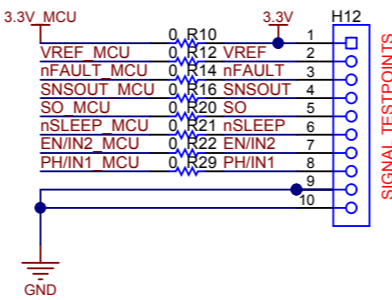 3.3V_MCU 3.3V H12
0 R10 1
VREF_MCU 0 R12 VREF 2
nFAULT_MCU 0 R14 nFAULT 3
SNSOUT_MCU 0 R16 SNSOUT 4
SO_MCU 0 R20 SO 5
nSLEEP_MCU 0 R21 nSLEEP 6
EN/IN2_MCU 0 R22 EN/IN2 7
PH/IN1_MCU 0 R29 PH/IN1 8
9
10
GND
SIGNAL TESTPOINTS